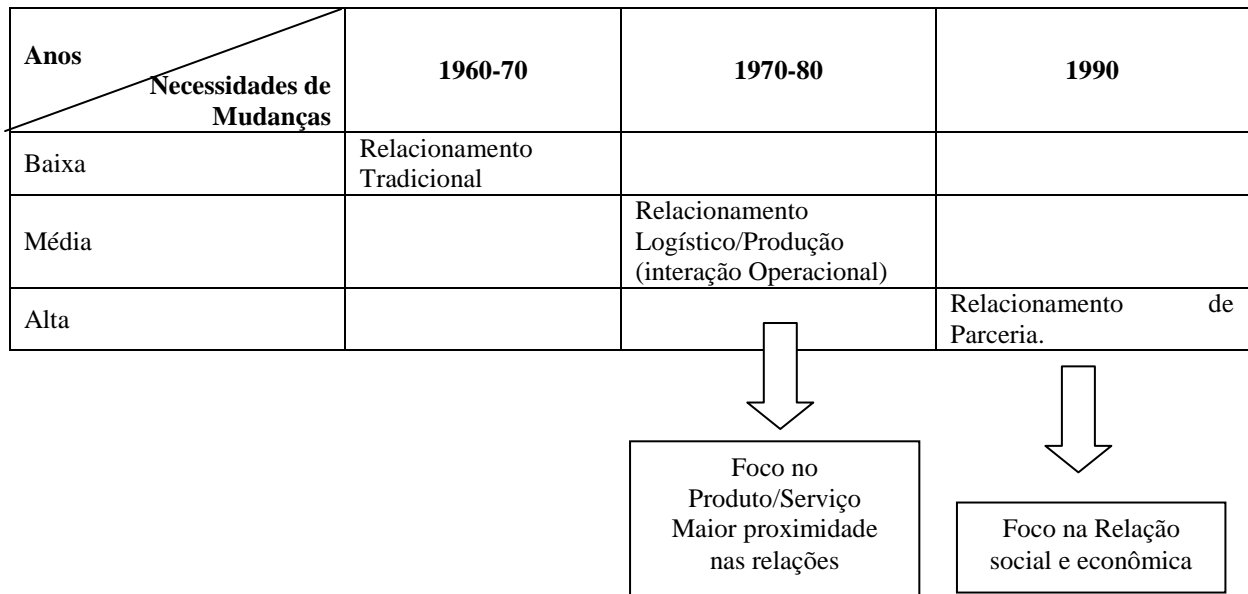 Anos
Necessidades de
Mudanças
1960-70
1970-80
1990
Baixa
Relacionamento
Tradicional
Média
Relacionamento
Logístico/Produção
(interação Operacional)
Alta
Relacionamento de
Parceria.
Foco no
Produto/Serviço
Maior proximidade
nas relações
Foco na Relação
social e econômica